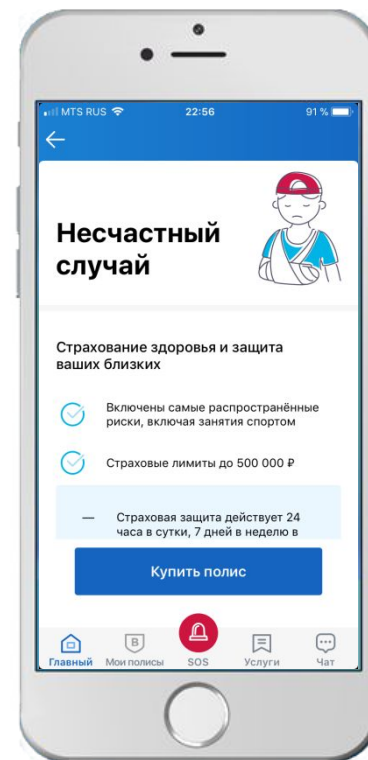 MTS RUS 22:56 91 %
Несчастный
случай
Страхование здоровья и защита
ваших близких
Включены самые распространённые
риски, включая занятия спортом
Страховые лимиты до 500 000 ₽
— Страховая защита действует 24
часа в сутки, 7 дней в неделю в
Купить полис
В
Главный Мои полисы SOS Услуги Чат